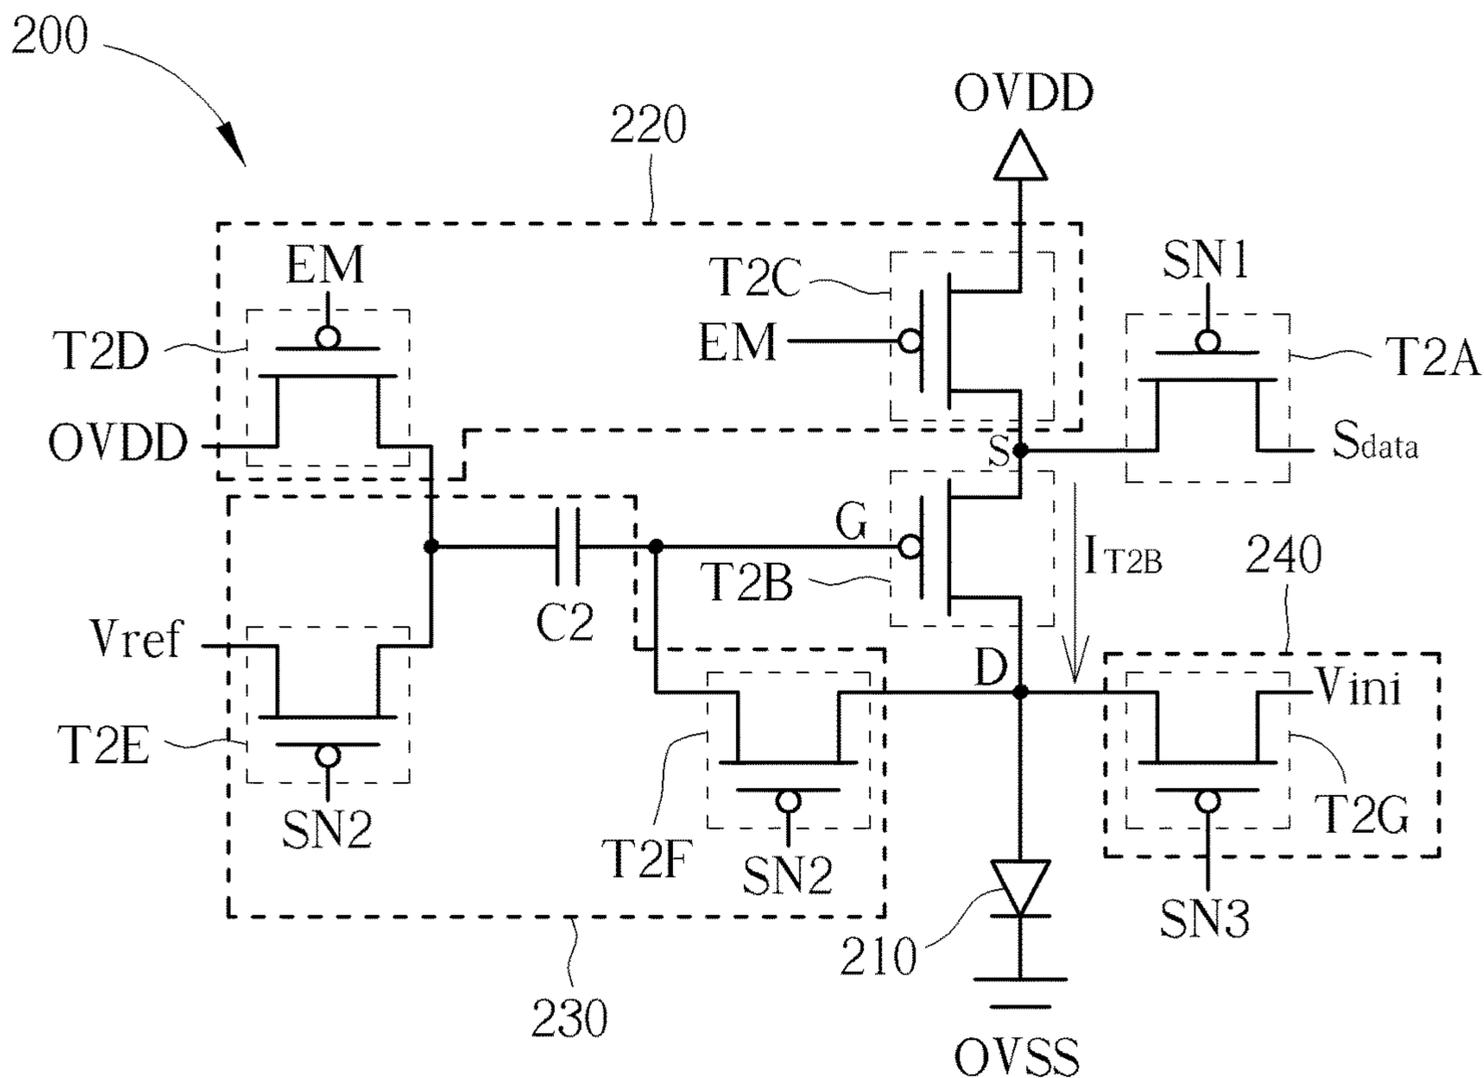 200
OVDD
220
EM
T2C
SN1
T2D
EM
T2A
OVDD
S
Sdata
G
T2B
IT2B
240
C2
Vref
D
Vini
T2E
SN2
T2F
SN2
T2G
SN3
210
230
OVSS